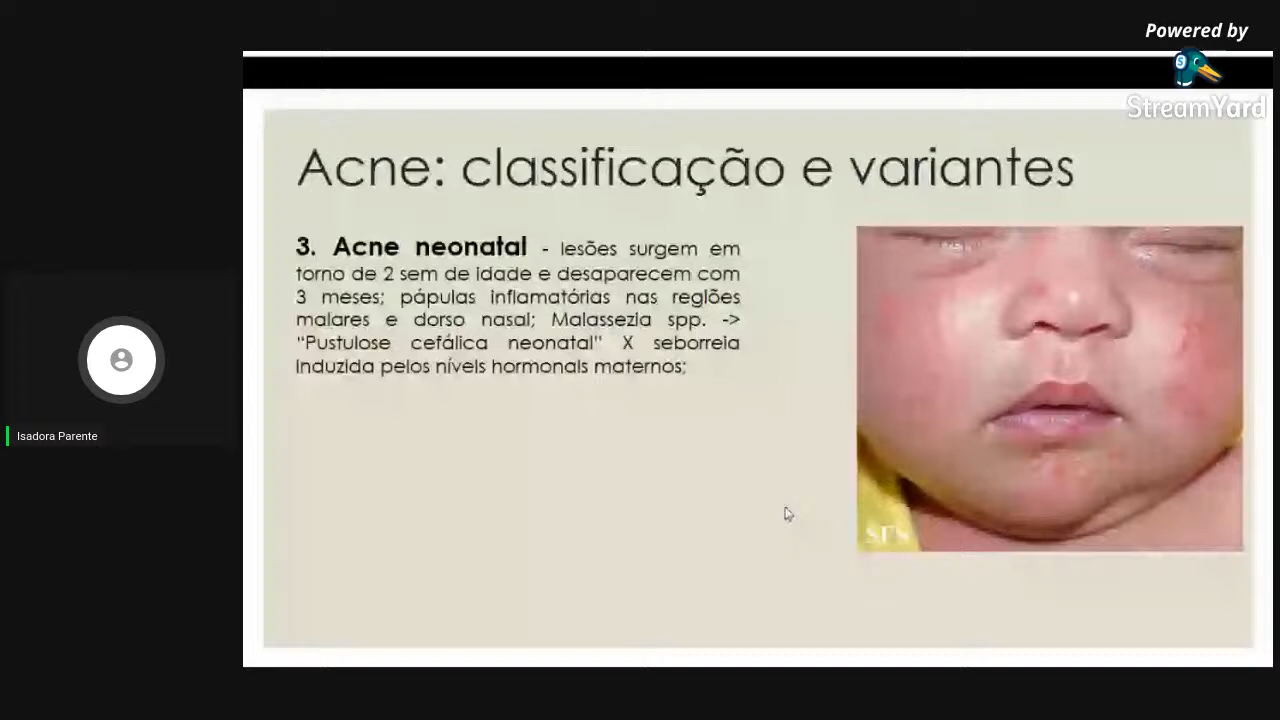 Powered by
StreamYard
Acne: classificação e variantes
3. Acne neonatal - lesões surgem em
torno de 2 sem de idade e desaparecem com
3 meses; pápulas inflamatórias nas regiões
malares e dorso nasal; Malassezia spp. ->
"Pustulose cefálica neonatal" X seborreia
induzida pelos níveis hormonais maternos;
Isadora Parente